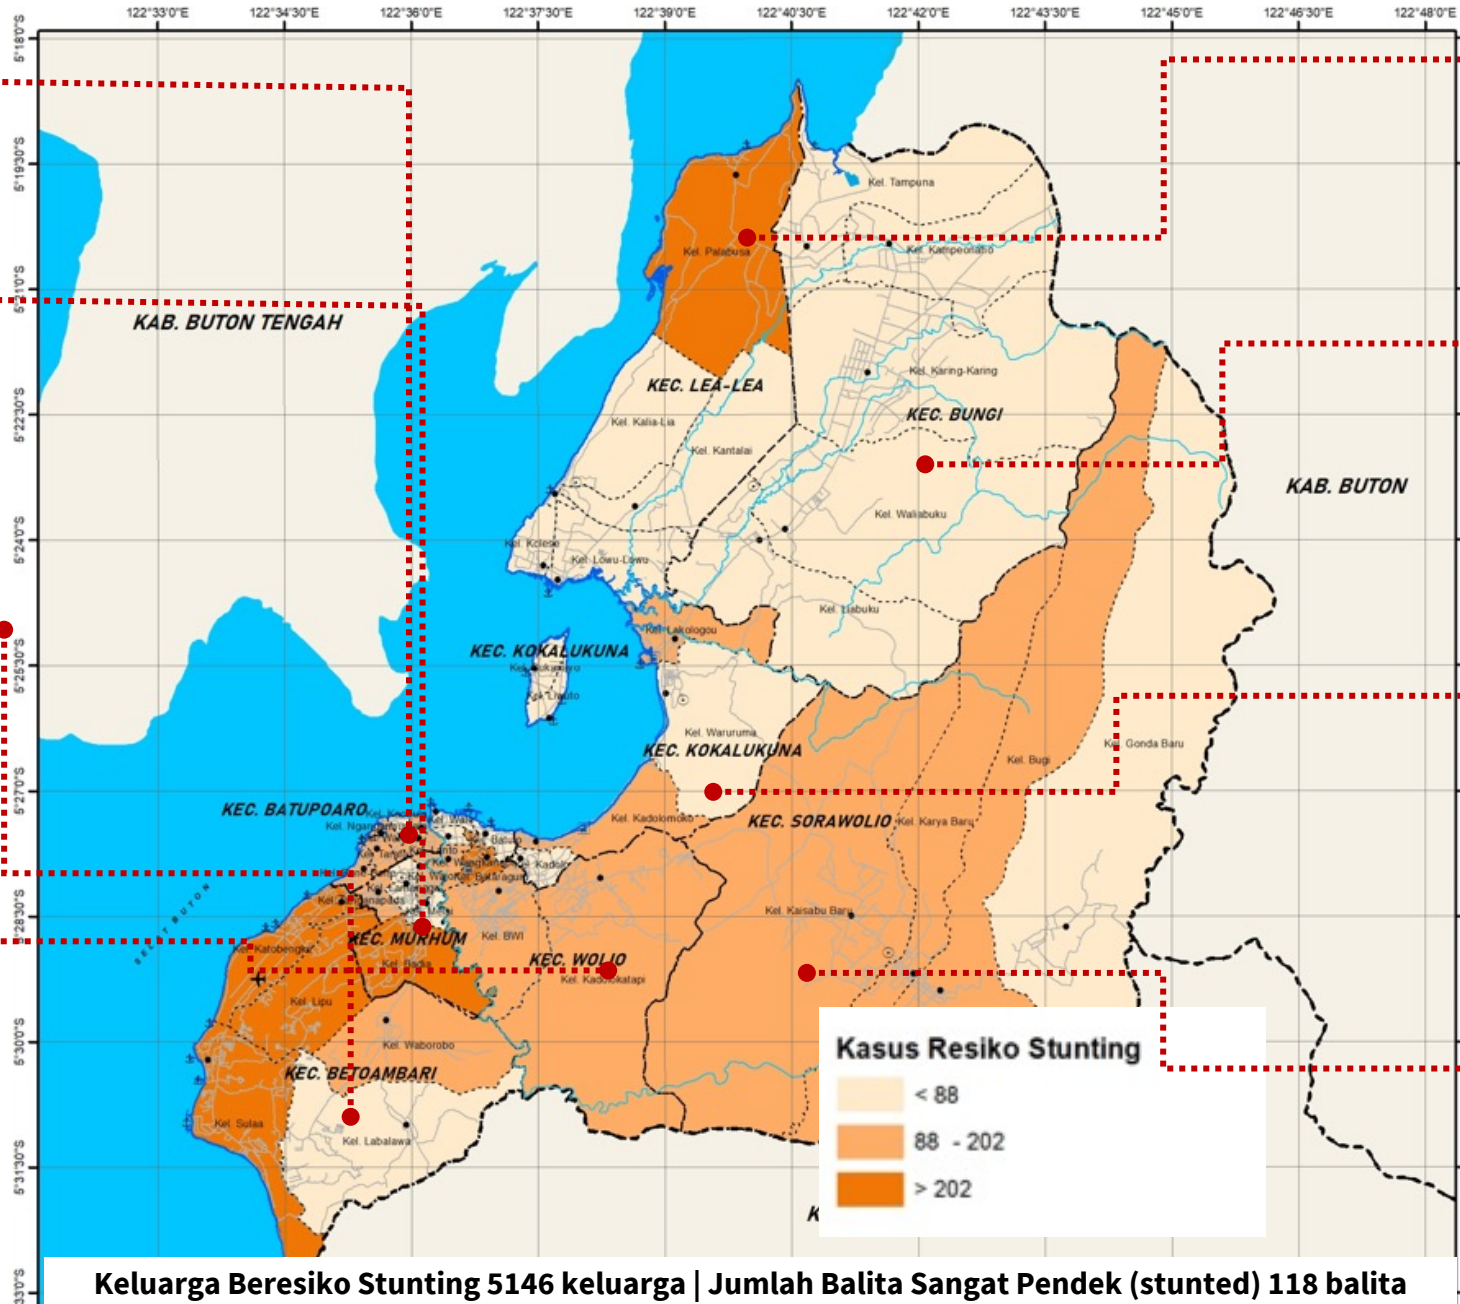 122°33'0"E 122°34'30"E 122°36'0"E 122°37'30"E 122°39'0"E 122°40'30"E 122°42'0"E 122°43'30"E 122°45'0"E 122°46'30"E 122°48'0"E
5°18'0"S
5°19'30"S
Kel. Tampuna
Kel. Palabusa
Kel. Kampeonaho
5°21'0"S
KAB. BUTON TENGAH
Kel. Karing-Karing
KEC. LEA-LEA
5°22'30"S
KEC. BUNGI
Kel. Kalia-Lia
Kel. Kantalai
KAB. BUTON
Kel. Waliabuku
5°24'0"S
Kel. Kolese
Kel. Lowu-Lowu
Kel. Liabuku
Kel. Lakologou
KEC. KOKALUKUNA
5°25'30"S
Kel. Waruruma
KEC. KOKALUKUNA
Kel. Gonda Baru
Kel. Bugi
5°27'0"S
KEC. BATUPOARO
Kel. Kadolomoko
KEC. SORAWOLIO
Kel. Karya Baru
SELAT BUTON
Kel. Kaisabu Baru
5°28'30"S
KEC. MURHUM
Kel. BWI
Kel. Katobengke
KEC. WOLIO
Kel. Badia
Kel. Kadolokatapi
Kel. Lipu
5°30'0"S
Kel. Waborobo
KEC. BETOAMBARI
Kel. Sulaa
Kel. Labalawa
5°31'30"S
Kasus Resiko Stunting
< 88
88 - 202
> 202
K
Keluarga Beresiko Stunting 5146 keluarga | Jumlah Balita Sangat Pendek (stunted) 118 balita